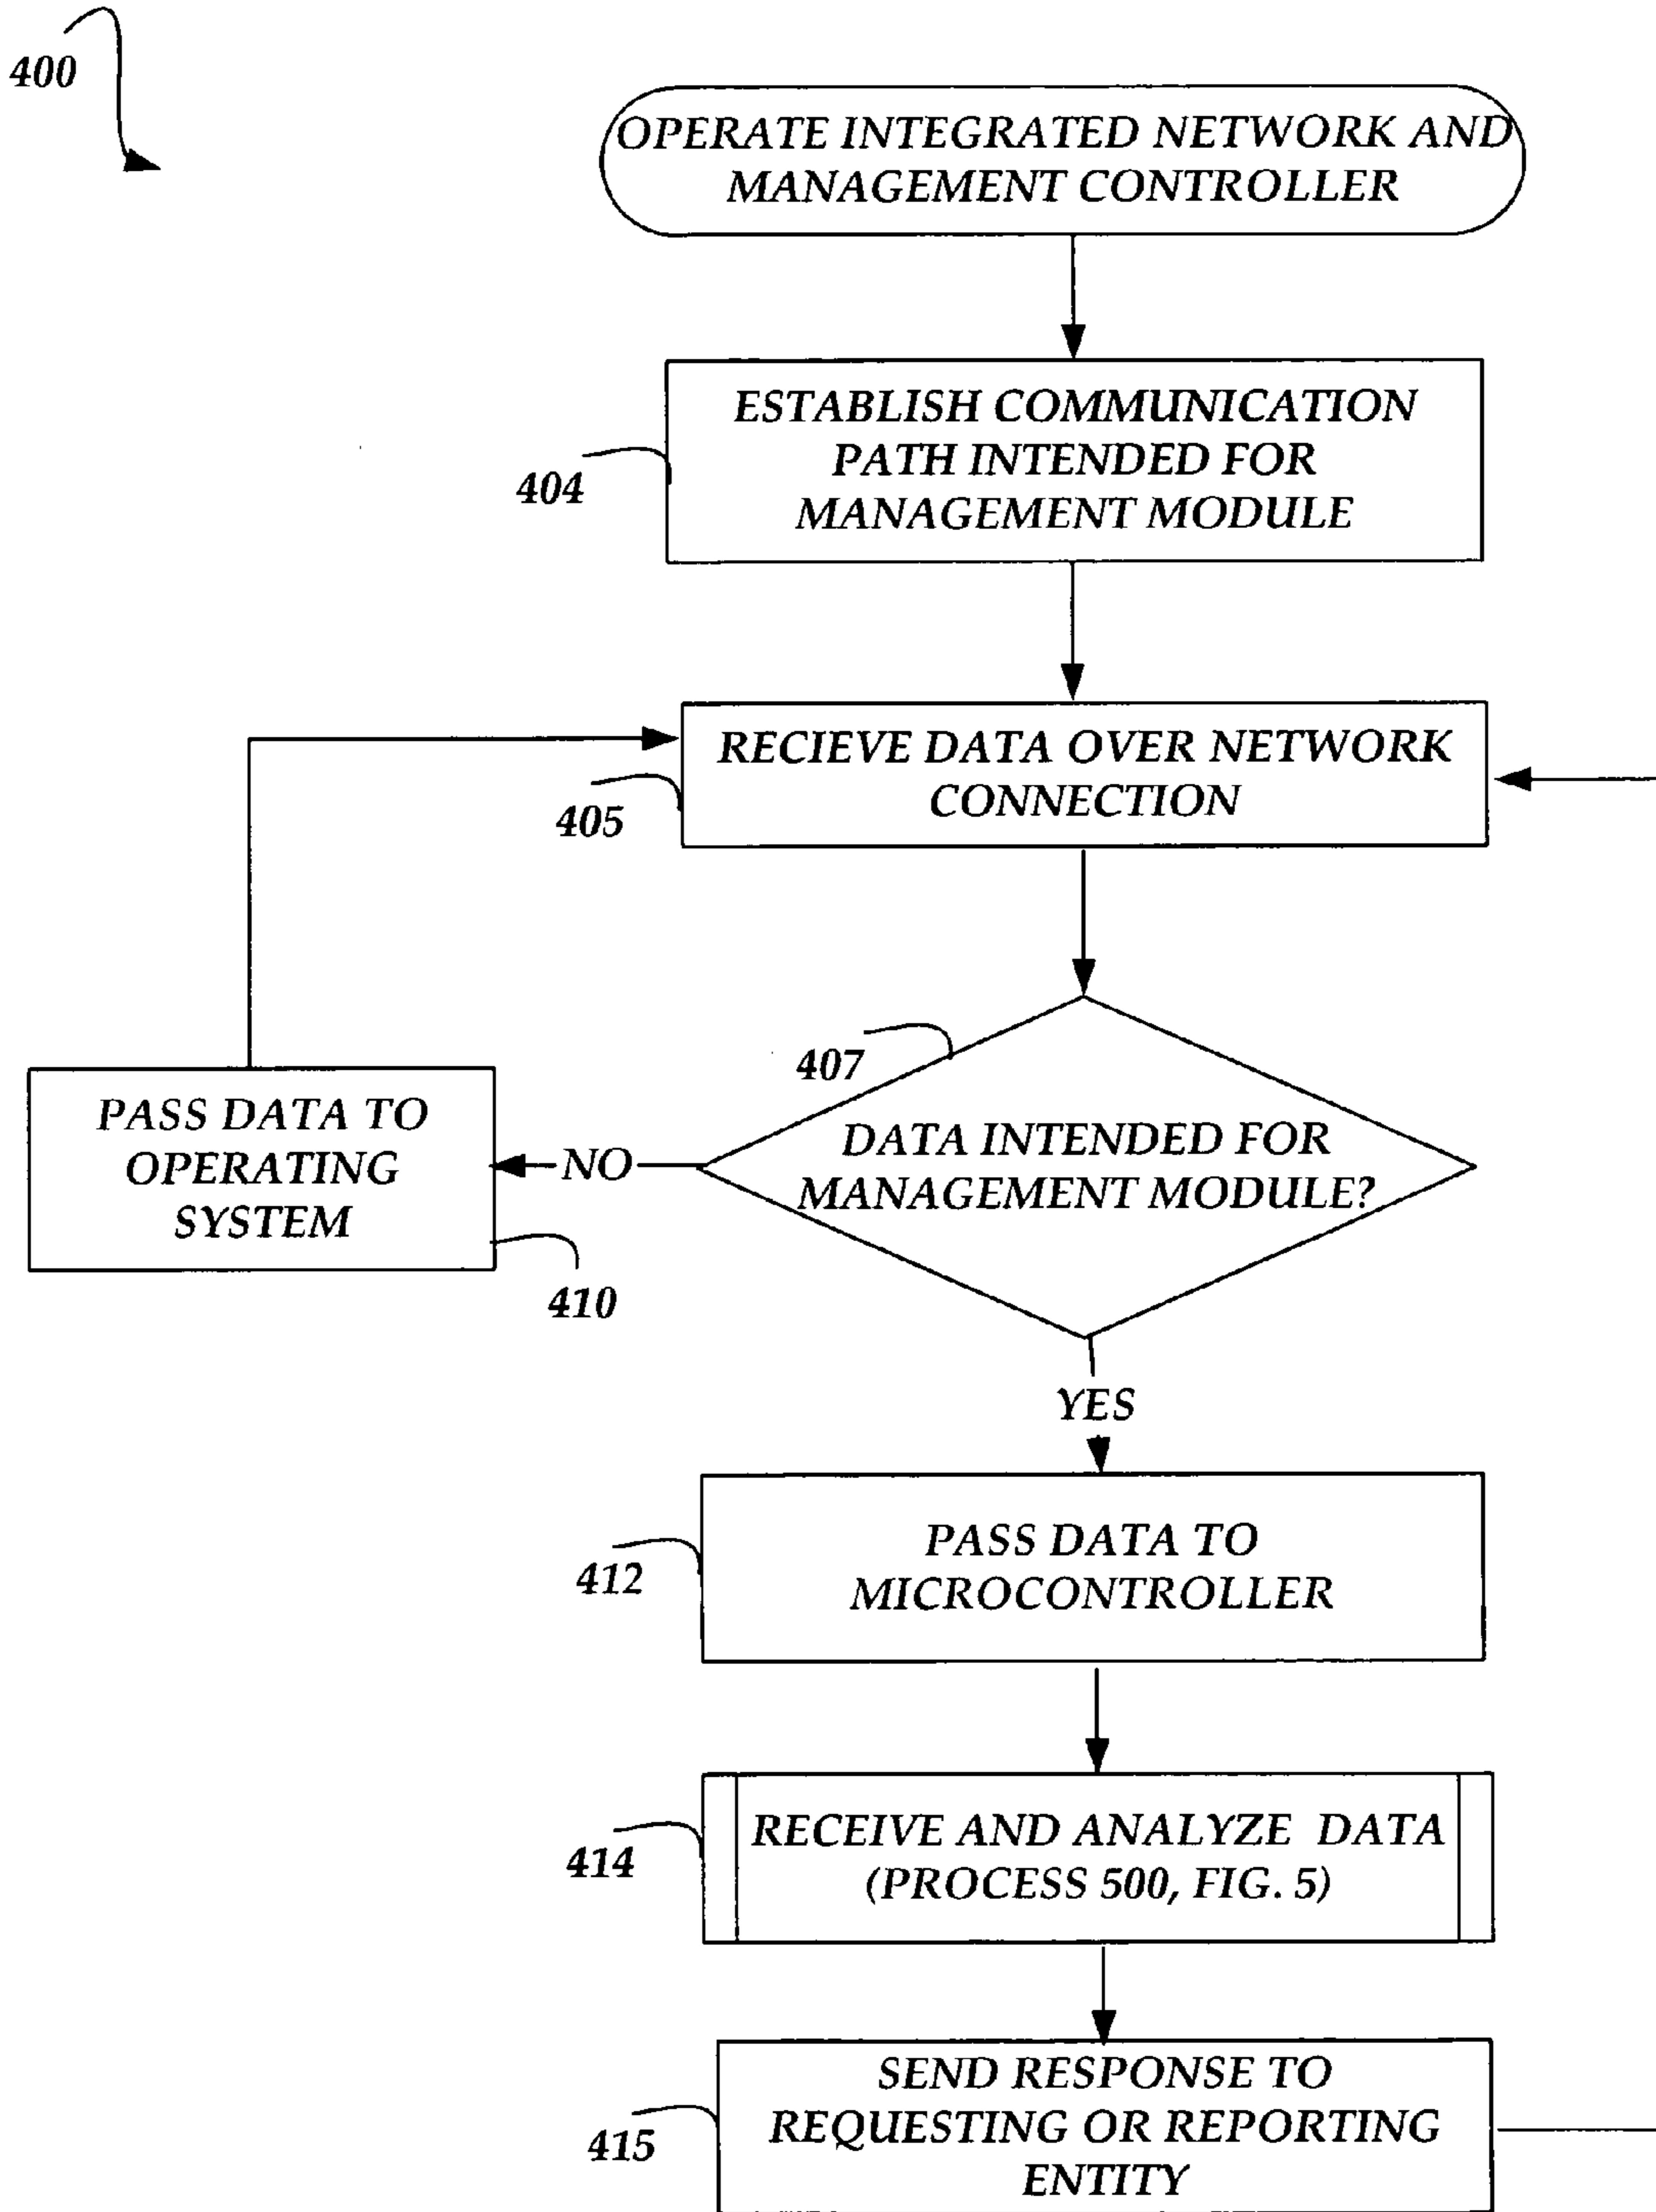 400
OPERATE INTEGRATED NETWORK AND
MANAGEMENT CONTROLLER
ESTABLISH COMMUNICATION
PATH INTENDED FOR
MANAGEMENT MODULE
404
RECIEVE DATA OVER NETWORK
CONNECTION
405
407
DATA INTENDED FOR
MANAGEMENT MODULE?
NO
PASS DATA TO
OPERATING
SYSTEM
410
YES
PASS DATA TO
MICROCONTROLLER
412
RECEIVE AND ANALYZE DATA
(PROCESS 500, FIG. 5)
414
SEND RESPONSE TO
REQUESTING OR REPORTING
ENTITY
415